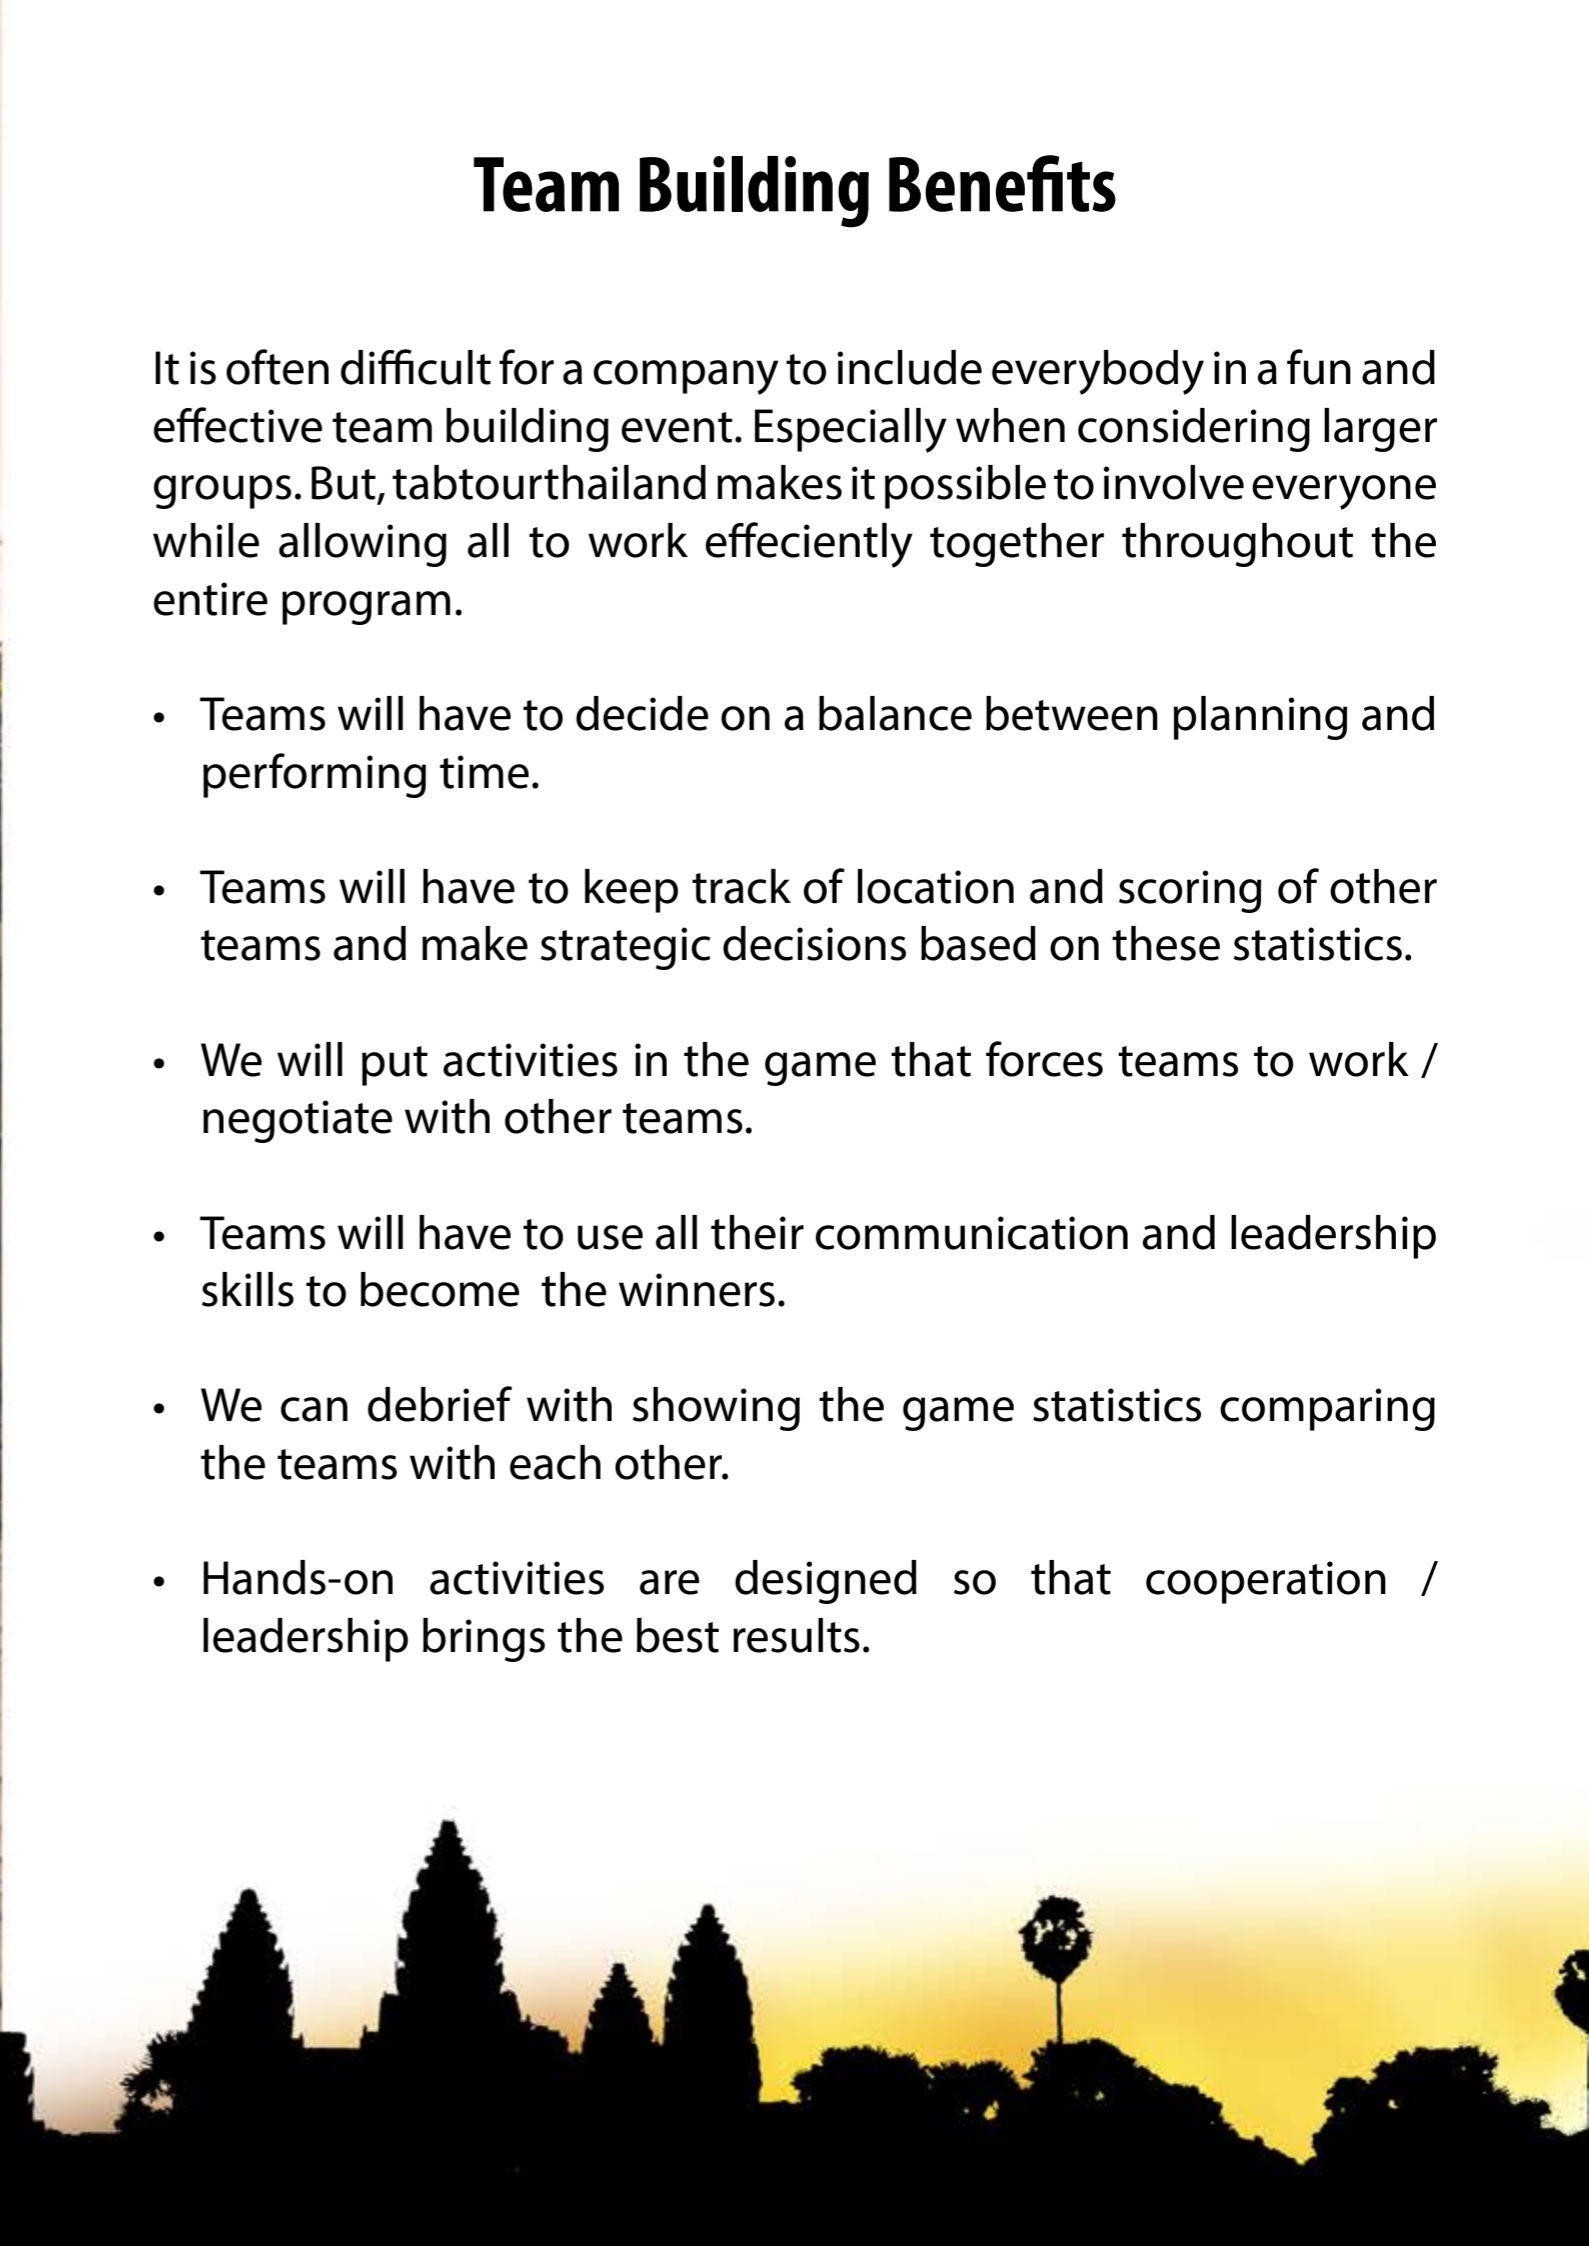 Team Building Benefits
It is often difficult for a company to include everybody in a fun and
effective team building event. Especially when considering larger
groups. But, tabtourthailand makes it possible to involve everyone
while allowing all to work effeciently together throughout the
entire program.
• Teams will have to decide on a balance between planning and
performing time.
• Teams will have to keep track of location and scoring of other
teams and make strategic decisions based on these statistics.
• We will put activities in the game that forces teams to work /
negotiate with other teams.
• Teams will have to use all their communication and leadership
skills to become  the winners.
• We can debrief with showing the game statistics comparing
the teams with each other.
• Hands-on activities are designed so that cooperation /
leadership brings the best results.